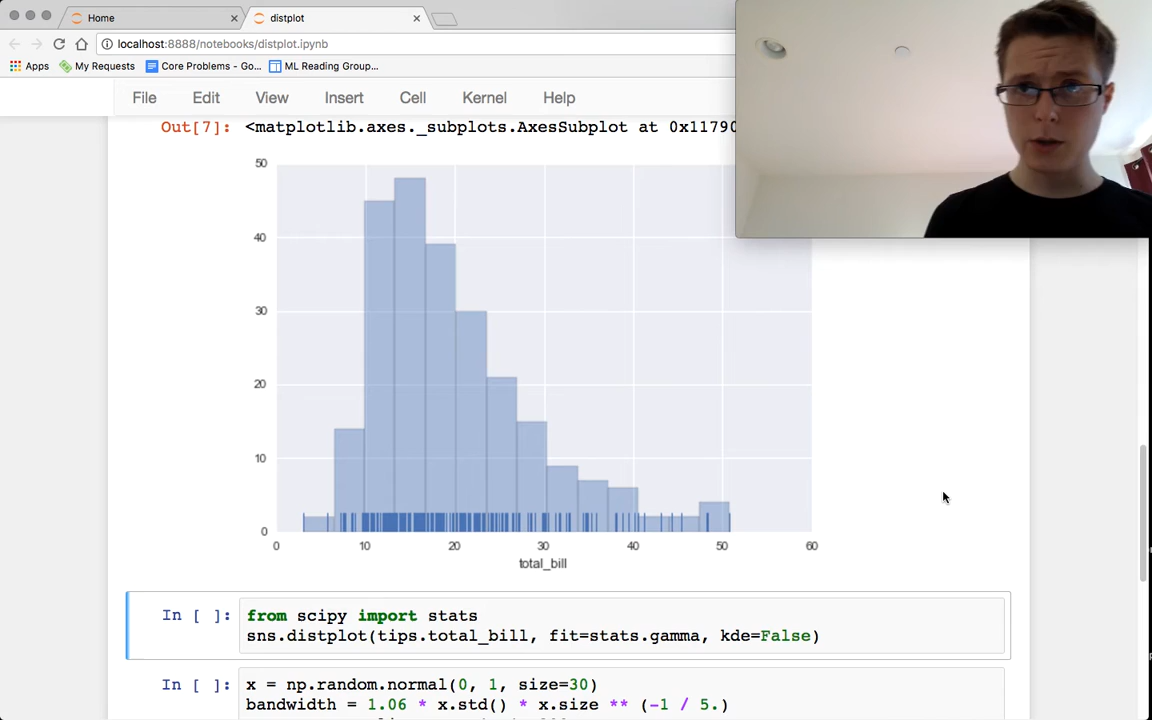 Home
distplot
localhost:8888/notebooks/distplot.ipynb
Apps My Requests Core Problems - Go... ML Reading Group...
File Edit View Insert Cell Kernel Help
Out[7]: <matplotlib.axes._subplots.AxesSubplot at 0x11790
50
40
30
20
10
0
0 10 20 30 40 50 60
total_bill
In [ ]: from scipy import stats
sns.distplot(tips.total_bill, fit=stats.gamma, kde=False)
In [ ]: x = np.random.normal(0, 1, size=30)
bandwidth = 1.06 * x.std() * x.size ** (-1 / 5.)